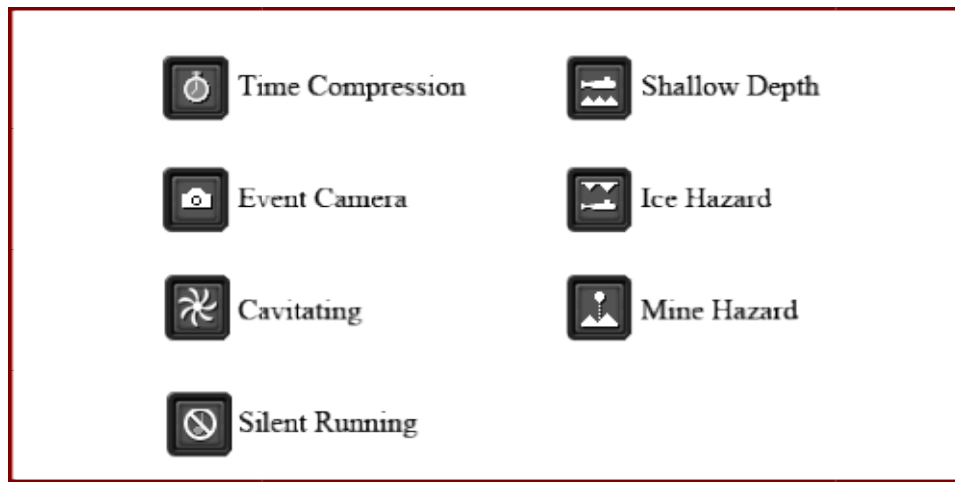 Time Compression
Shallow Depth
Event Camera
Ice Hazard
Cavitating
Mine Hazard
Silent Running